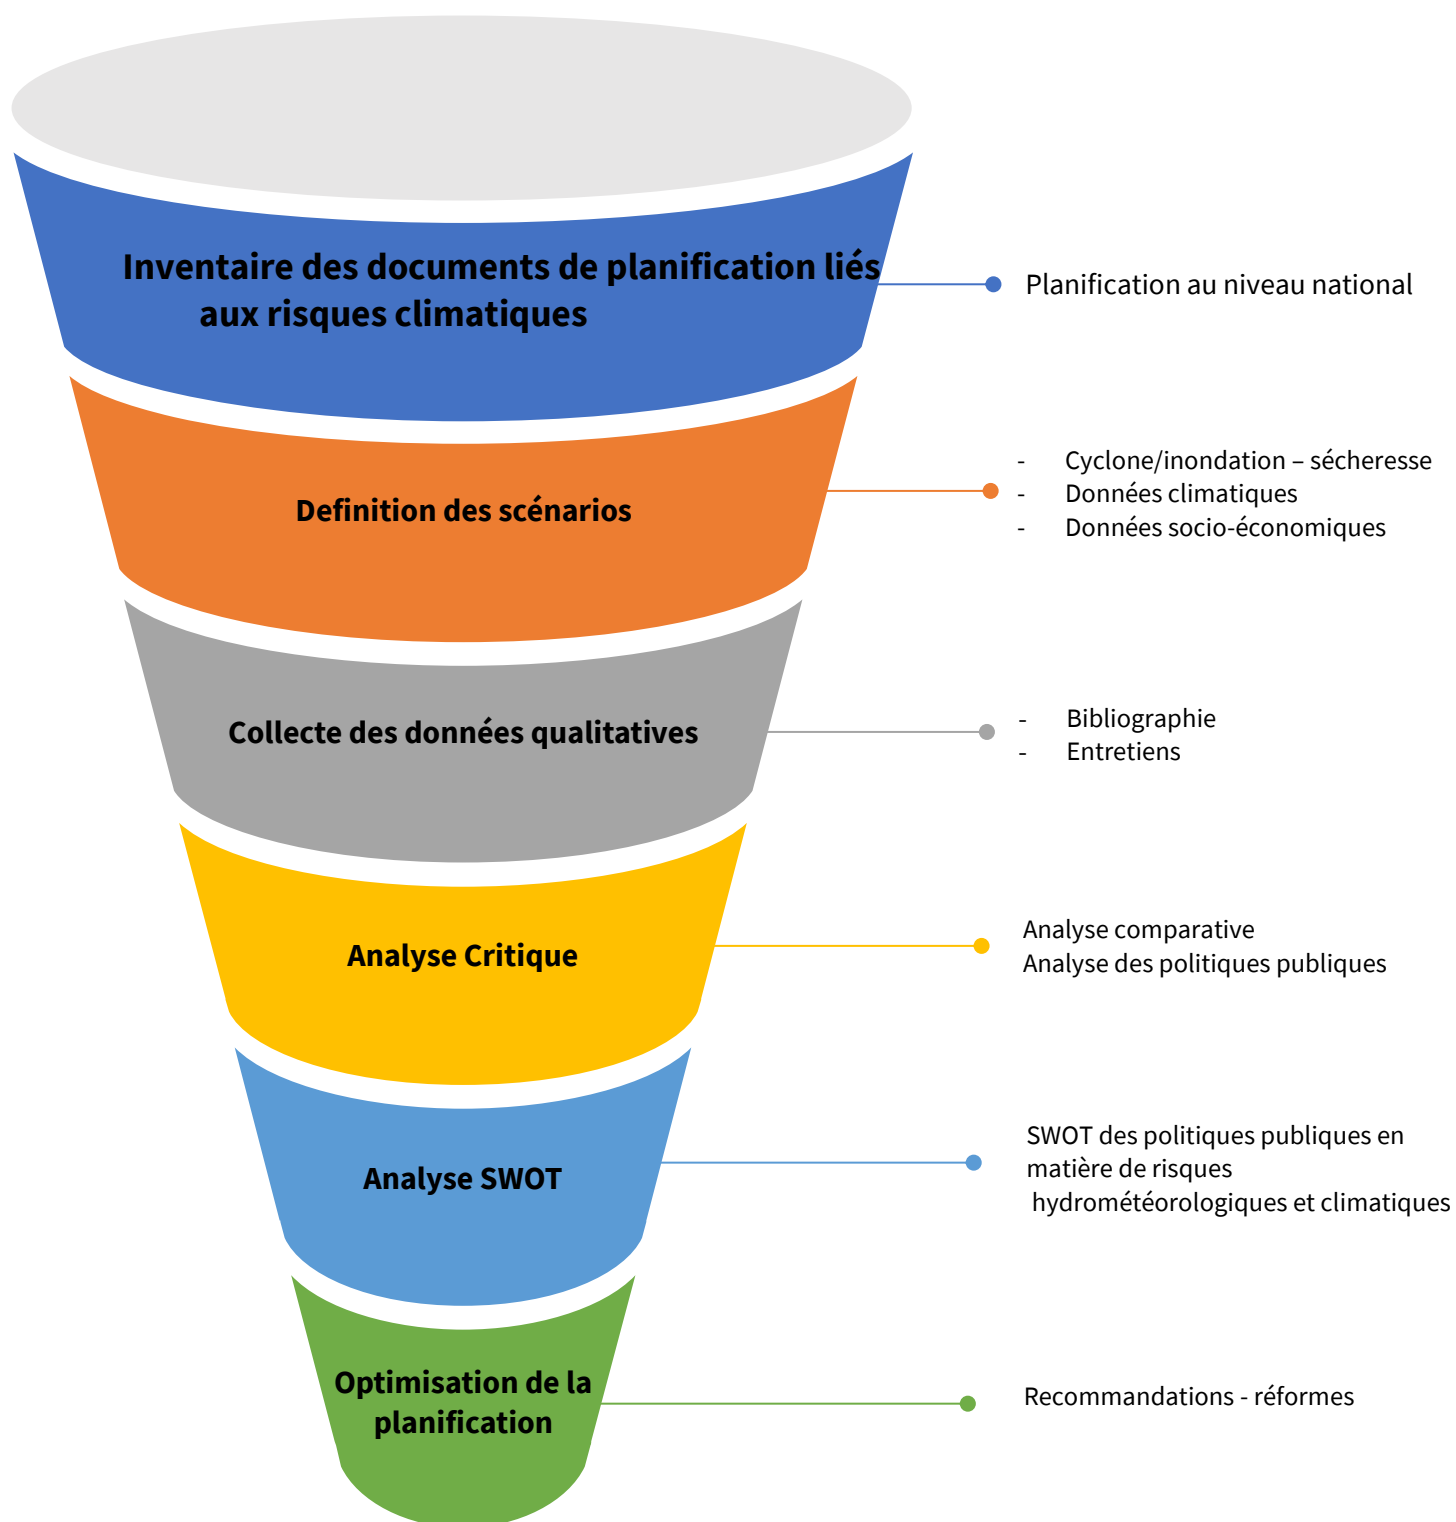 Inventaire des documents de planification liés
aux risques climatiques
Planification au niveau national
Definition des scénarios
- Cyclone/inondation – sécheresse
- Données climatiques
- Données socio-économiques
Collecte des données qualitatives
- Bibliographie
- Entretiens
Analyse Critique
Analyse comparative
Analyse des politiques publiques
Analyse SWOT
SWOT des politiques publiques en
matière de risques
hydrométéorologiques et climatiques
Optimisation de la
planification
Recommandations - réformes